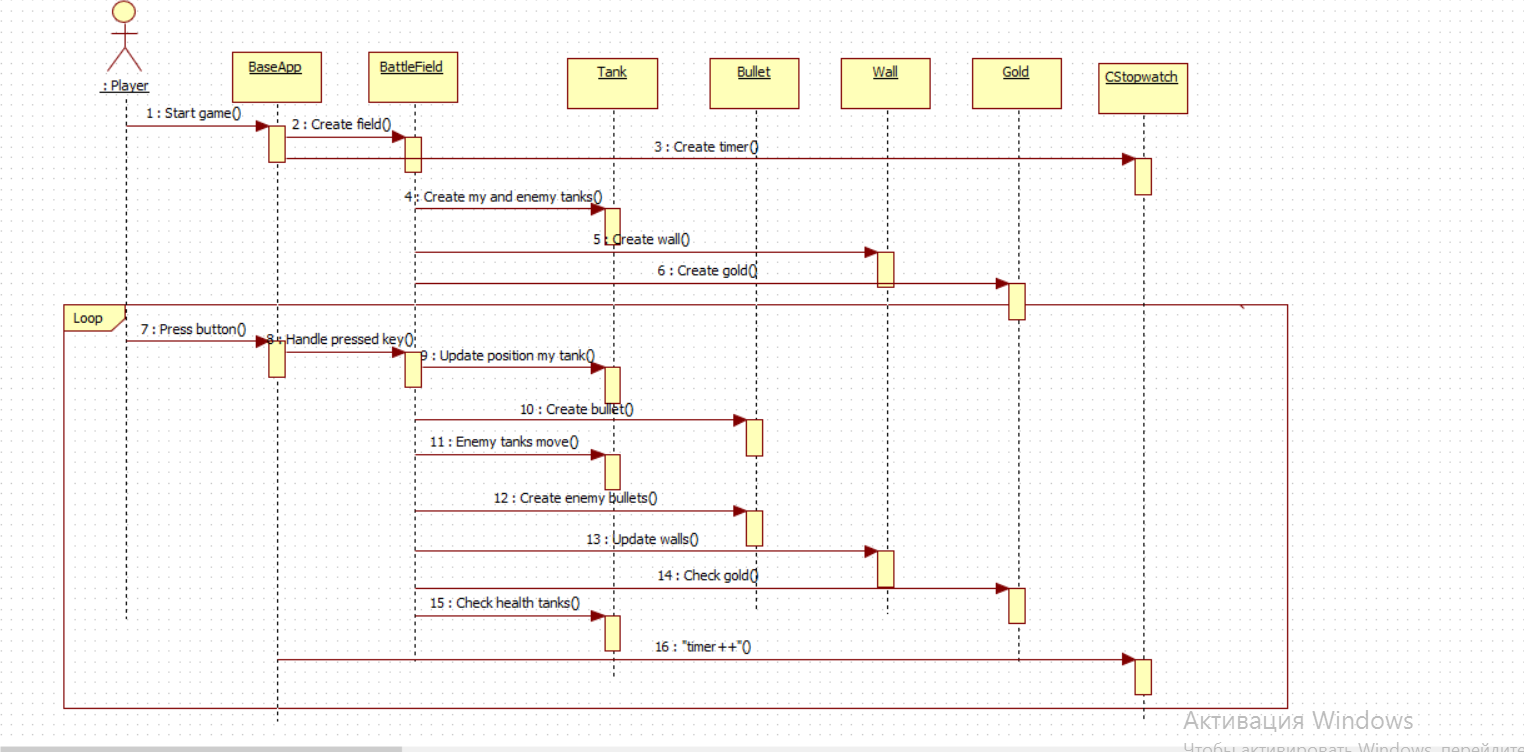 : Player
BaseApp
BattleField
Tank
Bullet
Wall
Gold
CStopwatch
1 : Start game()
2 : Create field()
3 : Create timer()
4 : Create my and enemy tanks()
5 : Create wall()
6 : Create gold()
Loop
7 : Press button()
8 : Handle pressed key()
9 : Update position my tank()
10 : Create bullet()
11 : Enemy tanks move()
12 : Create enemy bullets()
13 : Update walls()
14 : Check gold()
15 : Check health tanks()
16 : "timer++"()
Активация Windows
Чтобы активировать Windows, перейдите